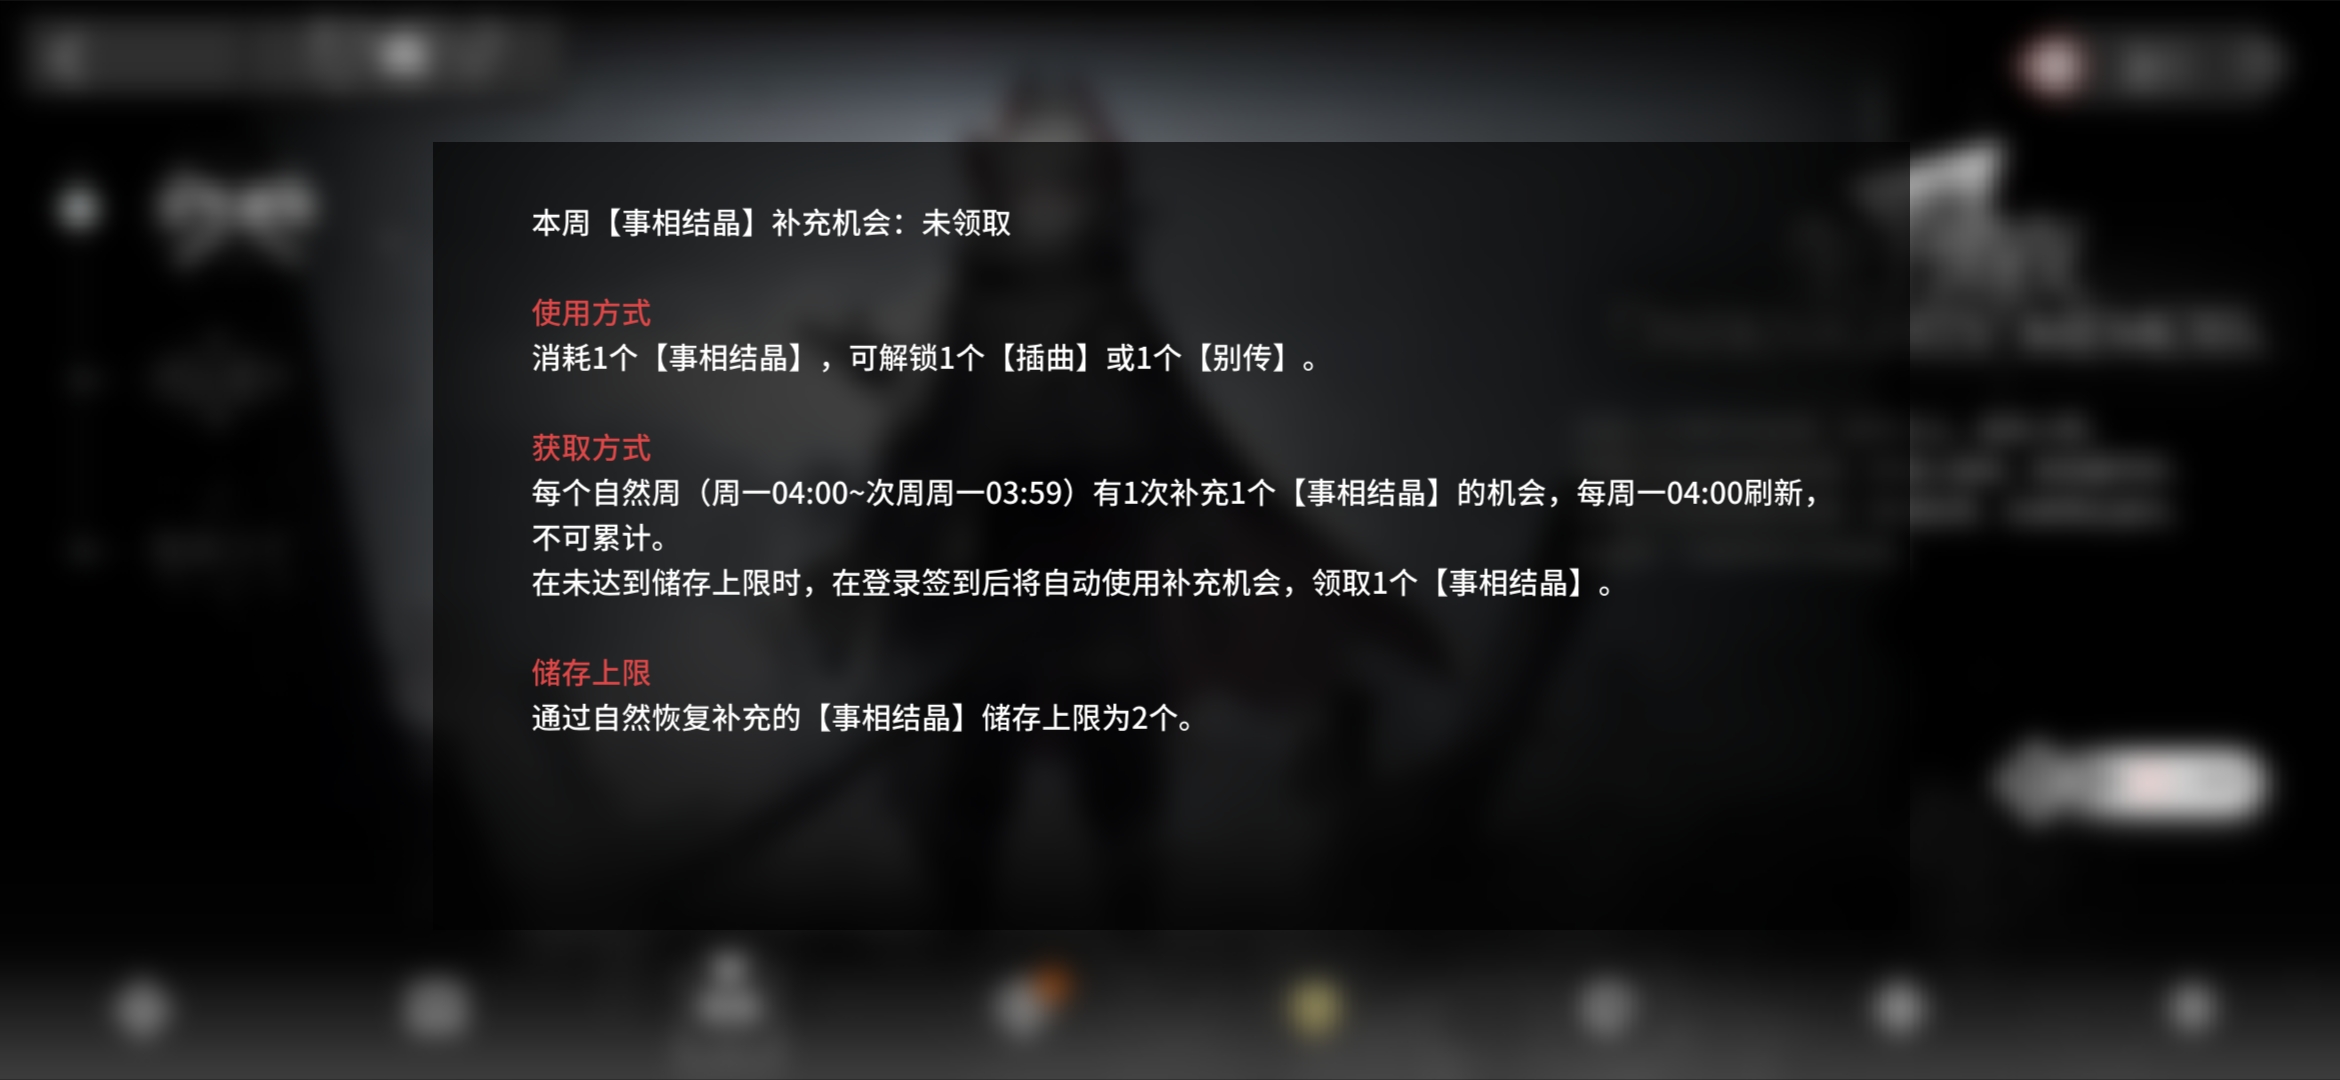 本周【事相结晶】补充机会：未领取
使用方式
消耗1个【事相结晶】，可解锁1个【插曲】或1个【别传】。
获取方式
每个自然周（周一04:00~次周周一03:59）有1次补充1个【事相结晶】的机会，每周一04:00刷新，
不可累计。
在未达到储存上限时，在登录签到后将自动使用补充机会，领取1个【事相结晶】。
储存上限
通过自然恢复补充的【事相结晶】储存上限为2个。